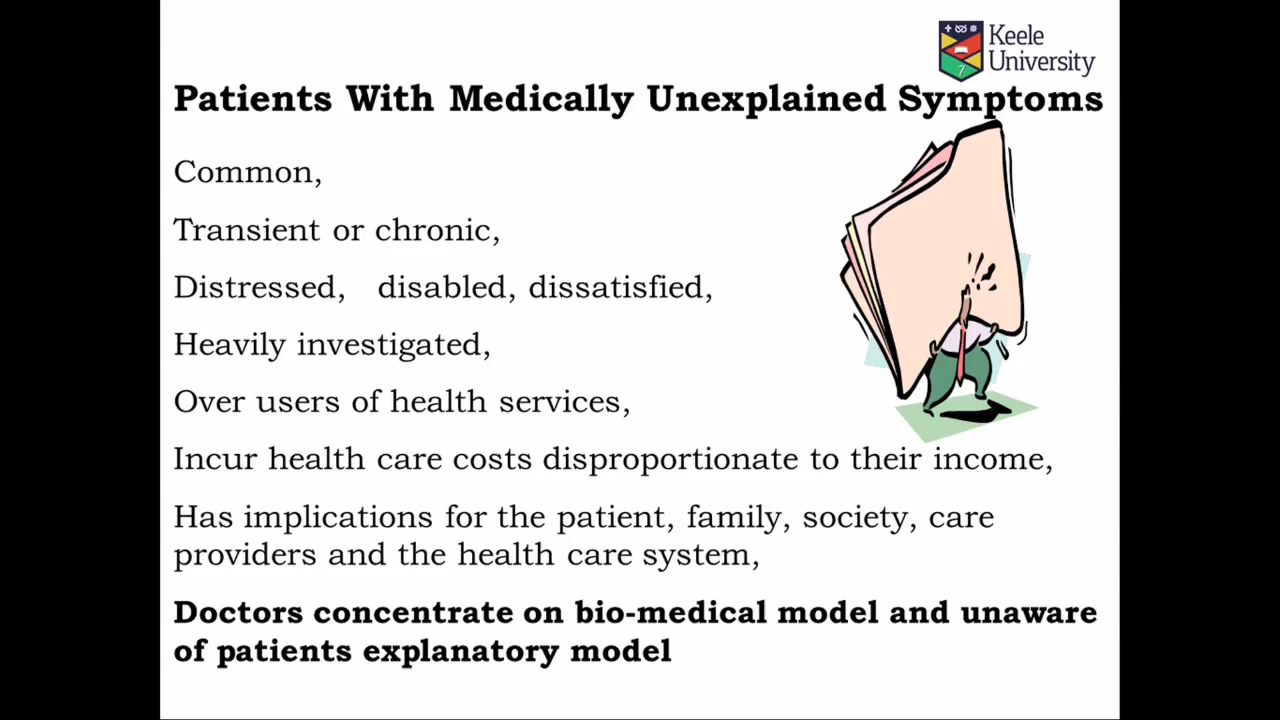 Keele
University
Patients With Medically Unexplained Symptoms
Common,
Transient or chronic,
Distressed, disabled, dissatisfied,
Heavily investigated,
Over users of health services,
Incur health care costs disproportionate to their income,
Has implications for the patient, family, society, care
providers and the health care system,
Doctors concentrate on bio-medical model and unaware
of patients explanatory model